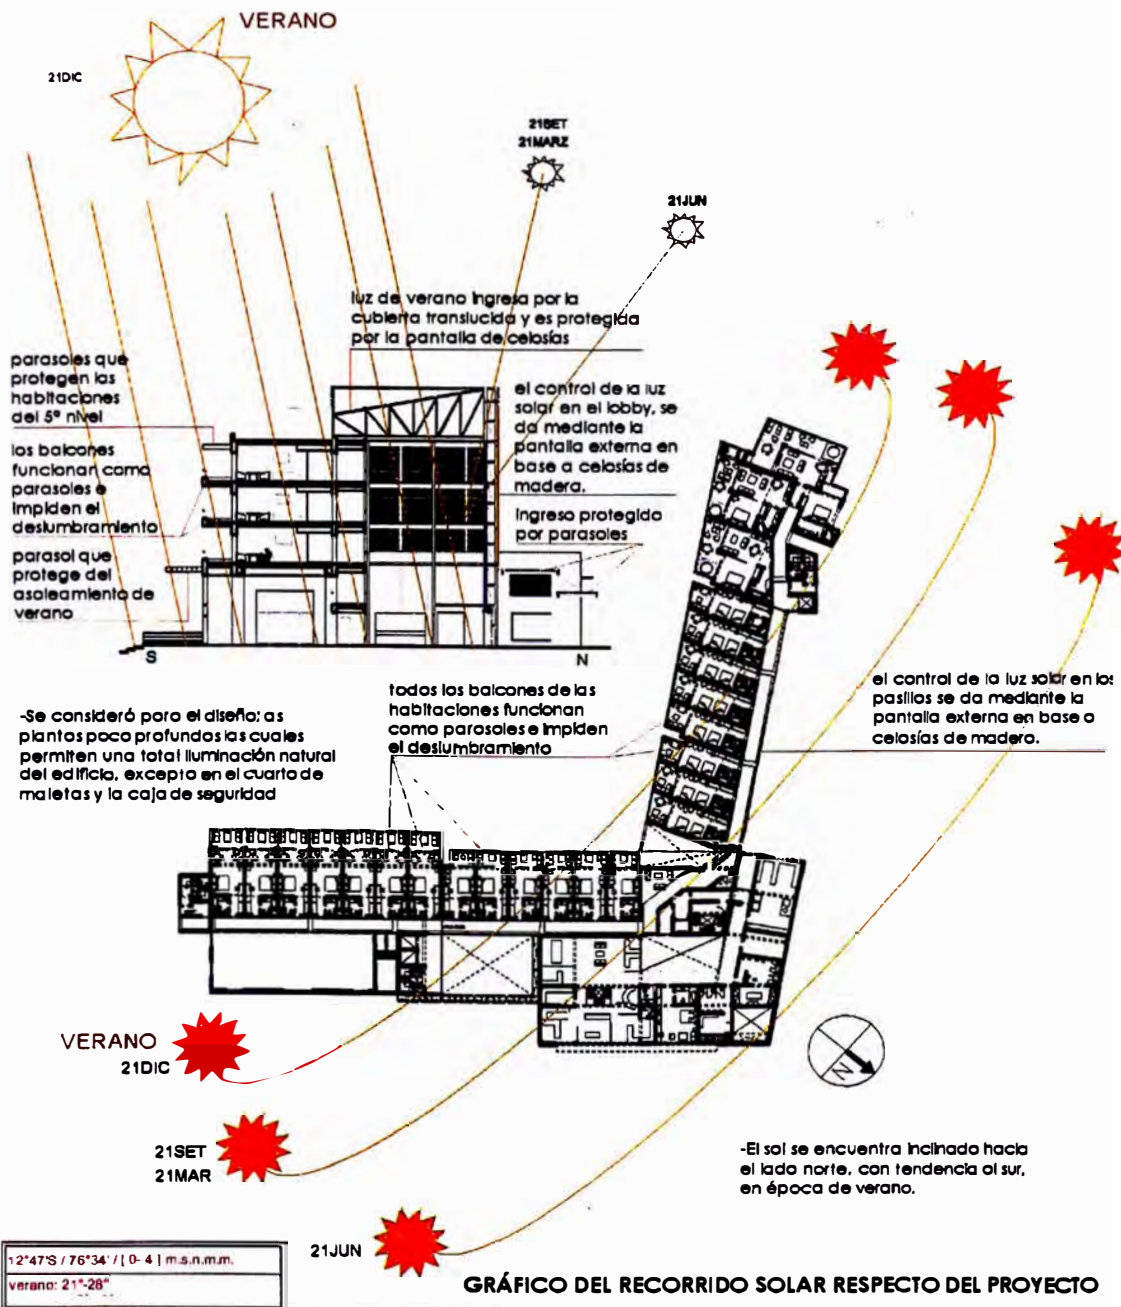 VERANO
21DIC
21SET
21MARZ
21JUN
luz de verano ingresa por la
cubierta translucida y es protegida
por la pantalla de celosías
parasoles que
protegen las
habitaciones
del 5º nivel
los balcones
funcionan como
parasoles e
impiden el
deslumbramiento
parasol que
protege del
asoleamiento de
verano
el control de la luz
solar en el lobby, se
da mediante la
pantalla externa en
base a celosías de
madera.
ingreso protegido
por parasoles
S
N
-Se consideró poro el diseño; as
plantos poco profundos las cuales
permiten una total iluminación natural
del edificio, excepto en el cuarto de
maletas y la caja de seguridad
todos los balcones de las
habitaciones funcionan
como parosoles e impiden
el deslumbramiento
el control de la luz solar en los
pasillos se da mediante la
pantalla externa en base o
celosías de madero.
VERANO
21DIC
21SET
21MAR
21JUN
N
-El sol se encuentra inclinado hacia
el lado norte, con tendencia ol sur,
en época de verano.
12°47'S / 76°34' / [ 0- 4 ] m.s.n.m.m.
verano: 21°-28°
GRÁFICO DEL RECORRIDO SOLAR RESPECTO DEL PROYECTO